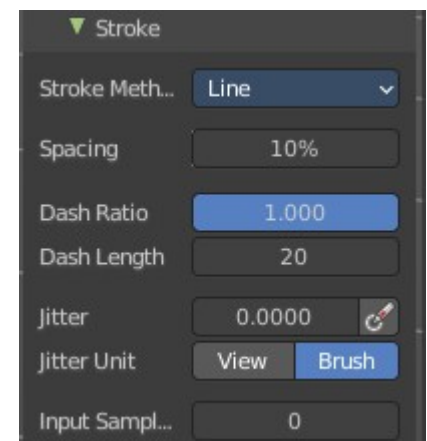 Stroke
Stroke Meth... Line
Spacing 10%
Dash Ratio 1.000
Dash Length 20
Jitter 0.0000
Jitter Unit View Brush
Input Sampl... 0